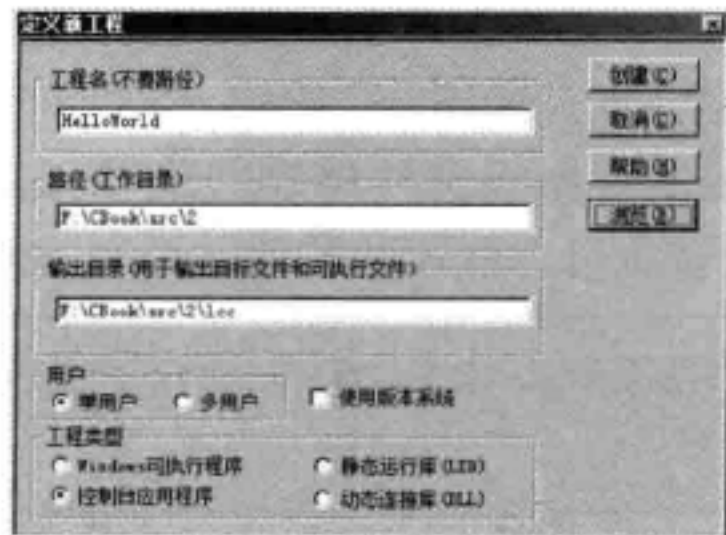 定义新工程
工程名(不需路径)
HelloWorld
路径(工作目录)
F:\CBook\src\2
输出目录(用于输出目标文件和可执行文件)
F:\CBook\src\2\lcc
用户
单用户
多用户
使用版本系统
工程类型
Windows可执行程序
静态运行库(LIB)
控制台应用程序
动态连接库(DLL)
创建(C)
取消(C)
帮助(H)
浏览(B)